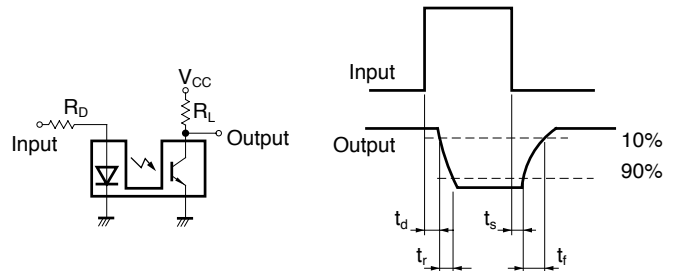 V_CC
R_D
R_L
Input
Output
Input
Output
10%
90%
t_d
t_s
t_r
t_f